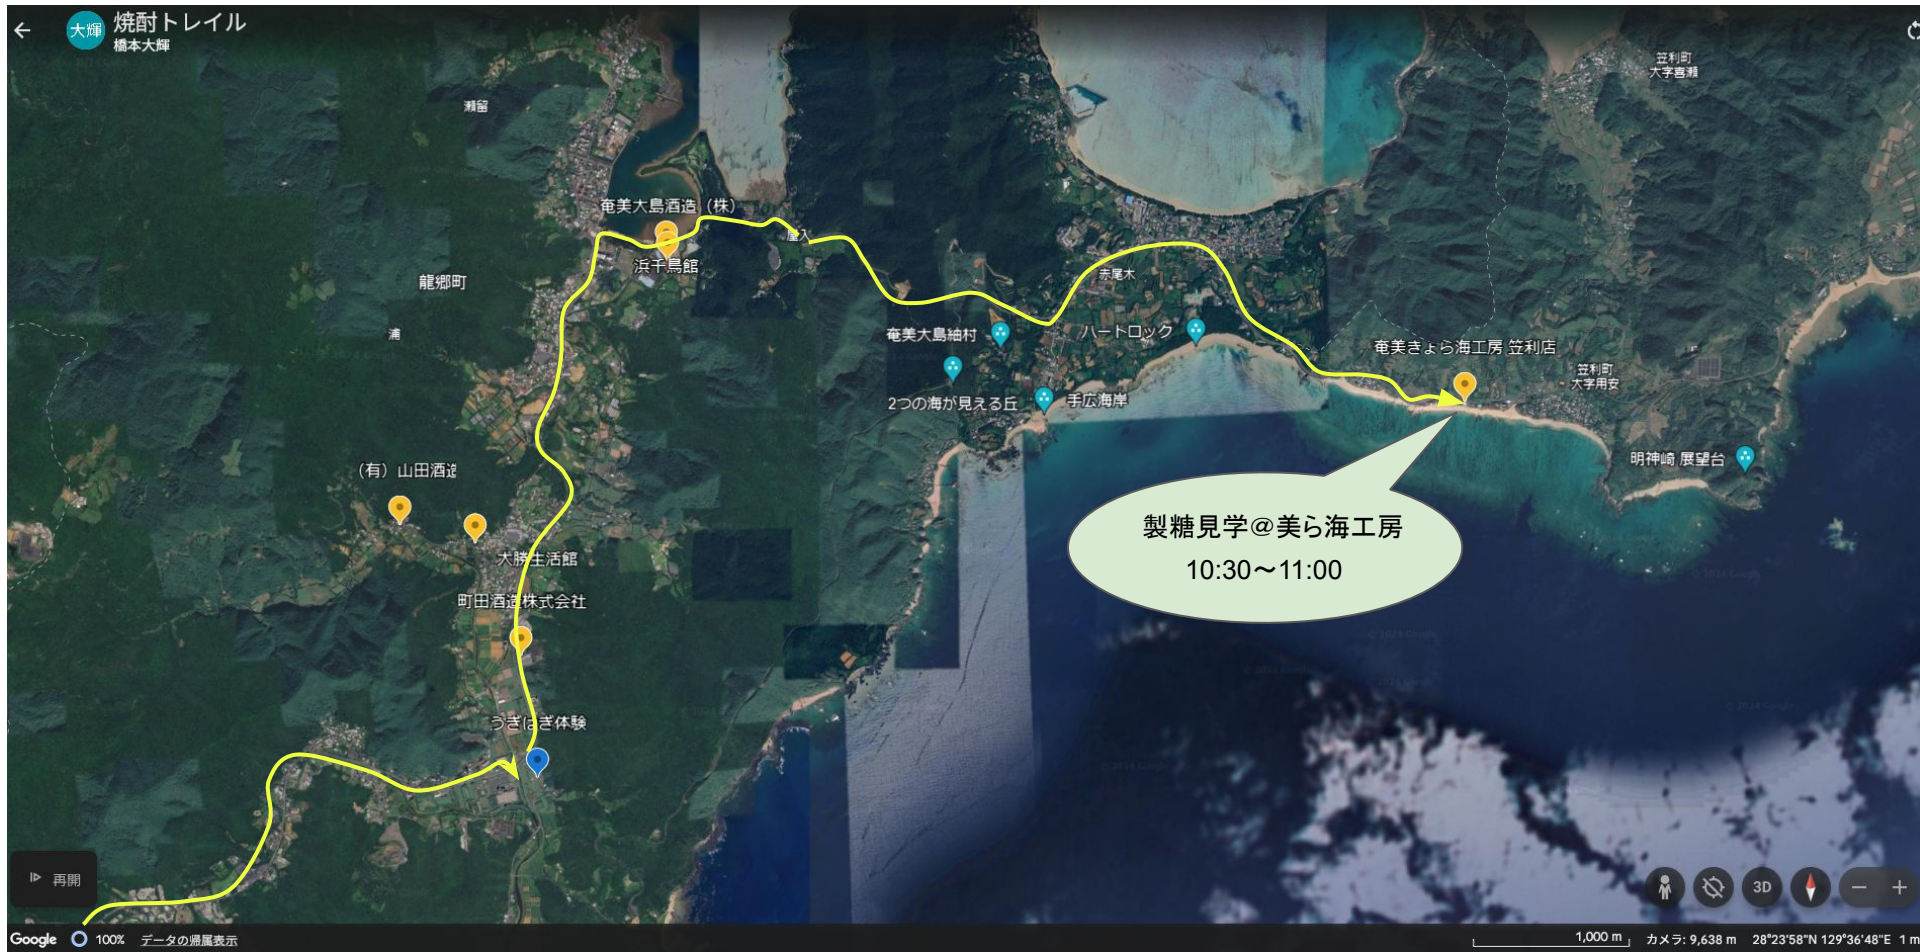 大輝
焼酎トレイル
橋本大輝
笠利町
大字喜瀬
瀬留
奄美大島酒造（株）
屋入
浜千鳥館
龍郷町
赤尾木
浦
奄美大島紬村
ハートロック
奄美きょら海工房 笠利店
笠利町
大字用安
2つの海が見える丘
手広海岸
（有）山田酒造
明神崎 展望台
製糖見学@美ら海工房
10:30～11:00
大勝生活館
町田酒造株式会社
うぎはぎ体験
再開
3D
Google
100%
データの帰属表示
1,000 m
カメラ: 9,638 m
28°23'58"N 129°36'48"E
1 m